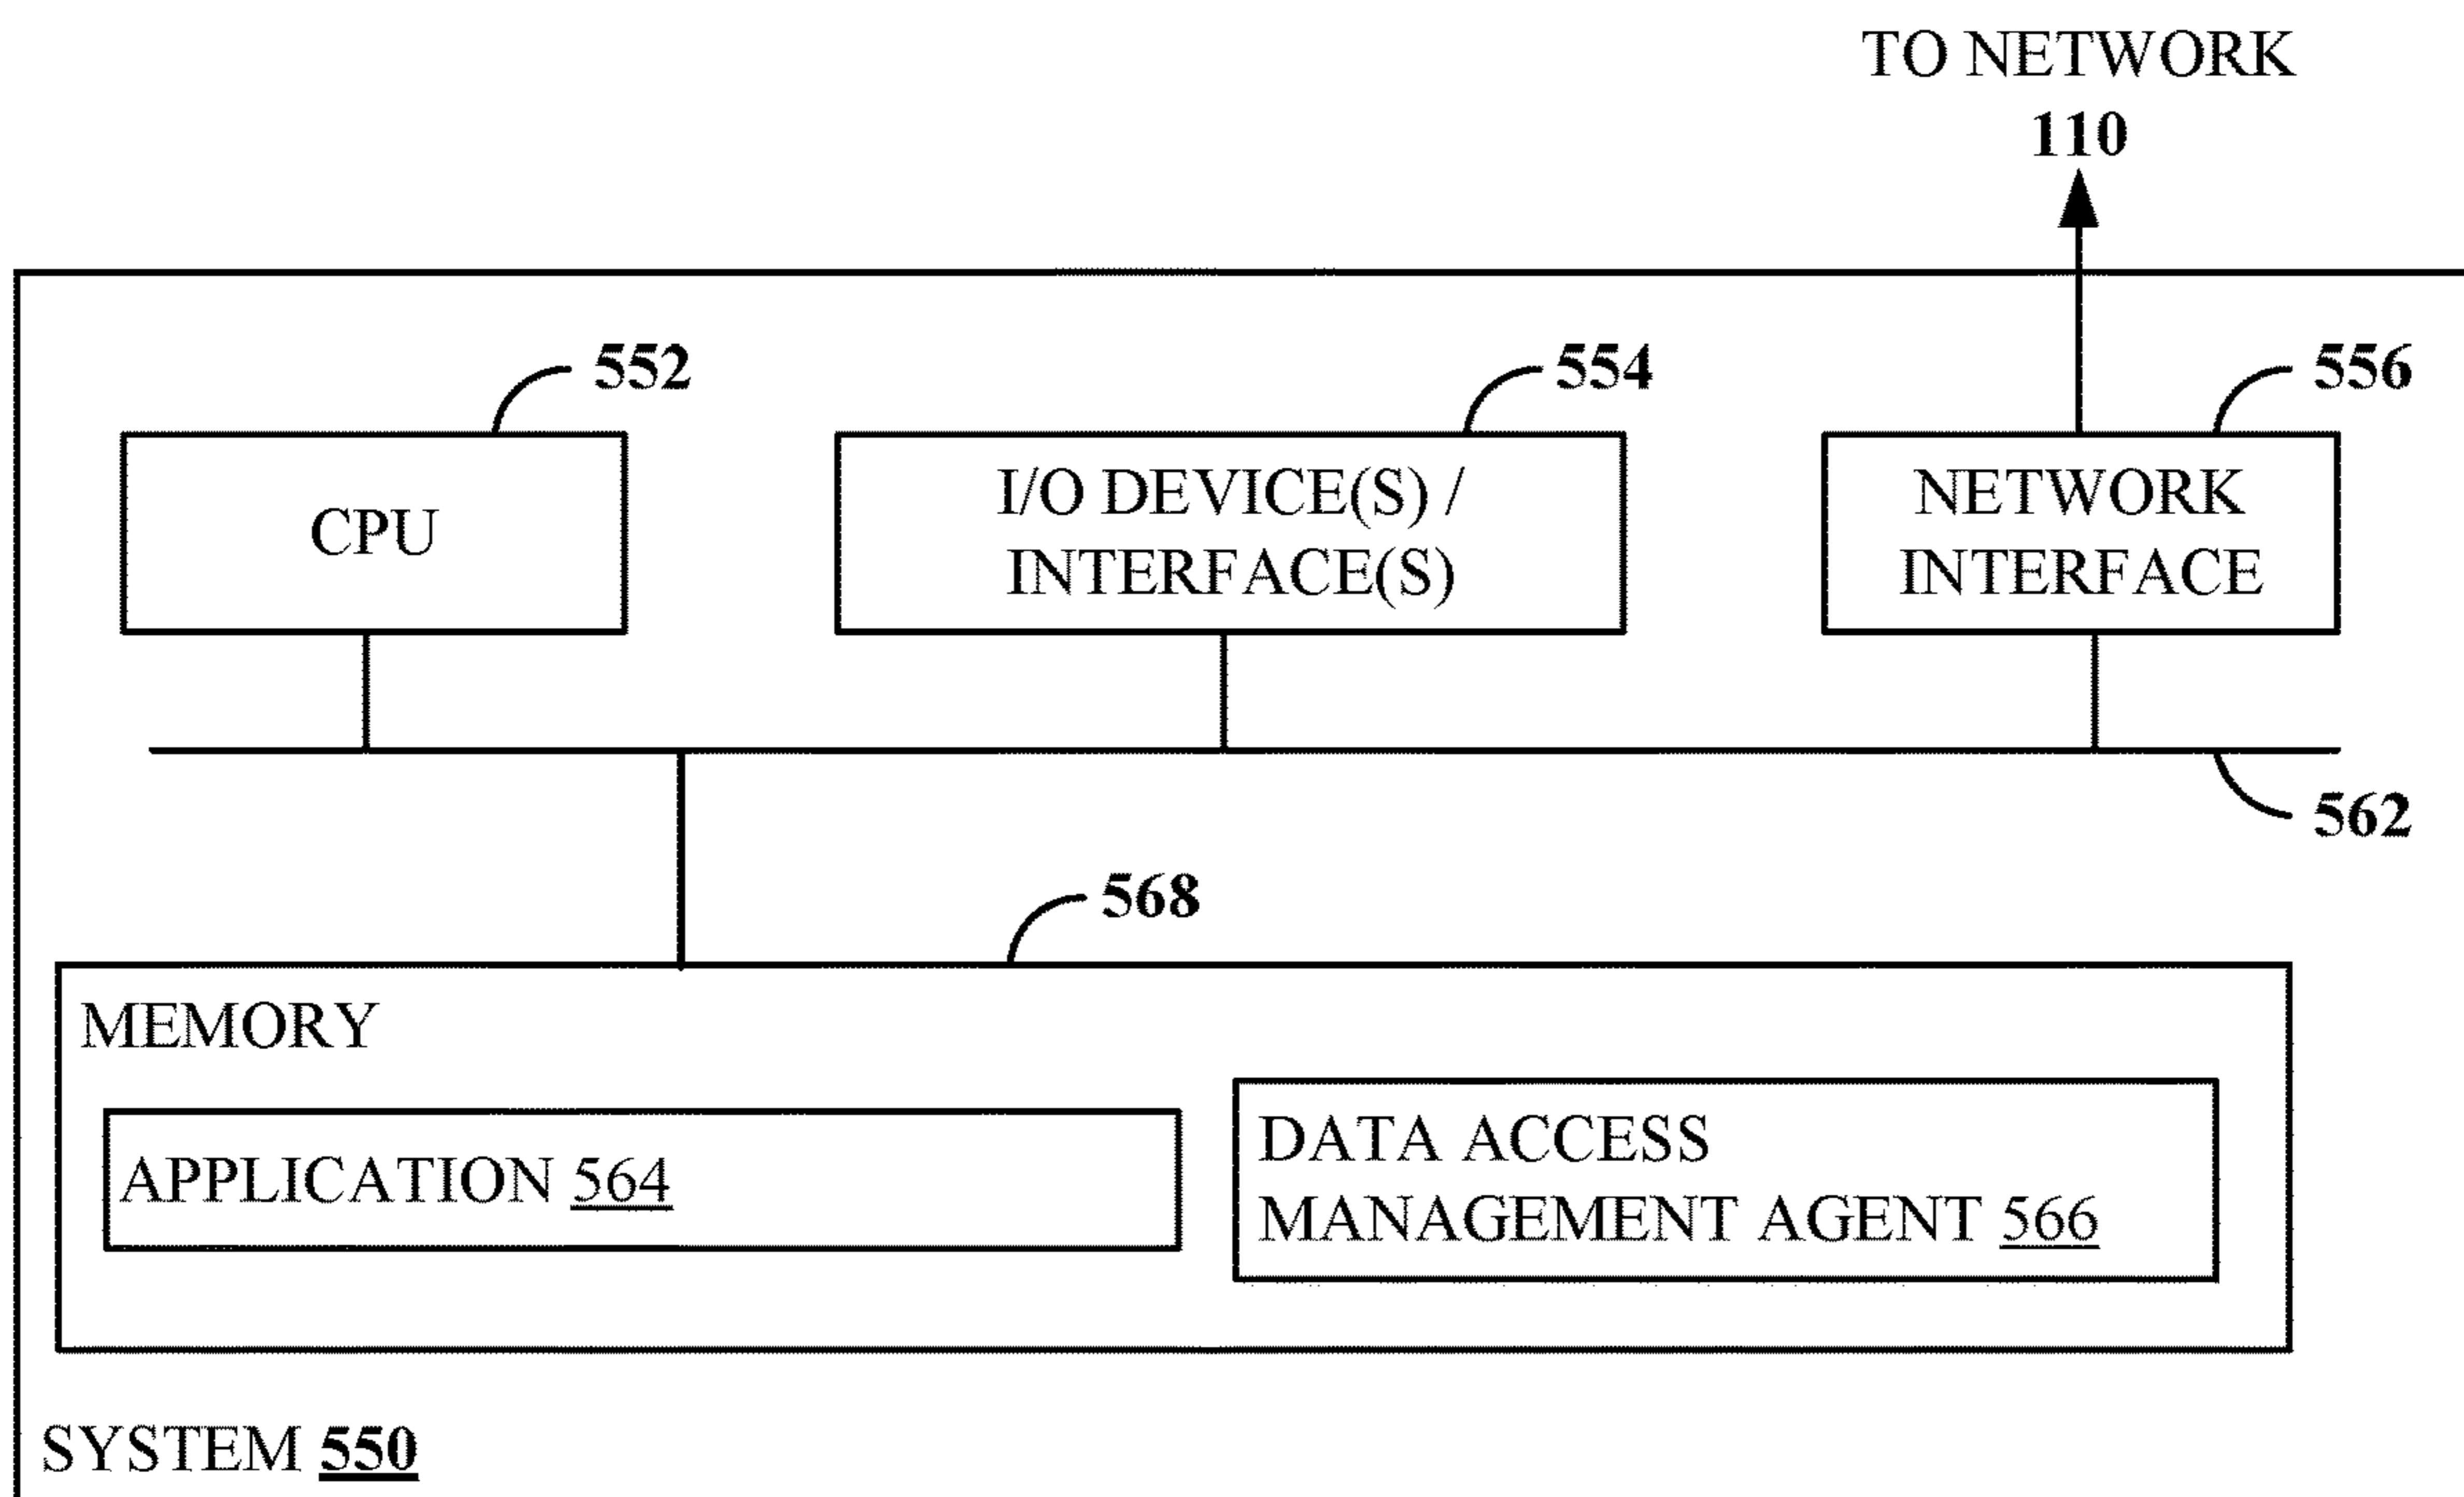 TO NETWORK
110
552
554
556
CPU
I/O DEVICE(S) /
INTERFACE(S)
NETWORK
INTERFACE
562
568
MEMORY
APPLICATION 564
DATA ACCESS
MANAGEMENT AGENT 566
SYSTEM 550